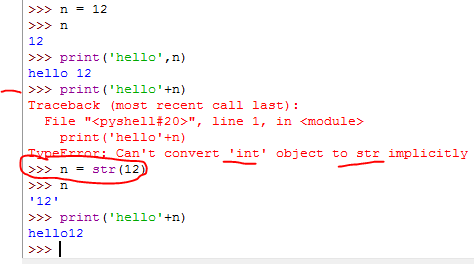 >>> n = 12
>>> n
12
>>> print('hello',n)
hello 12
>>> print('hello'+n)
Traceback (most recent call last):
  File "<pyshell#20>", line 1, in <module>
    print('hello'+n)
TypeError: Can't convert 'int' object to str implicitly
>>> n = str(12)
>>> n
'12'
>>> print('hello'+n)
hello12
>>>